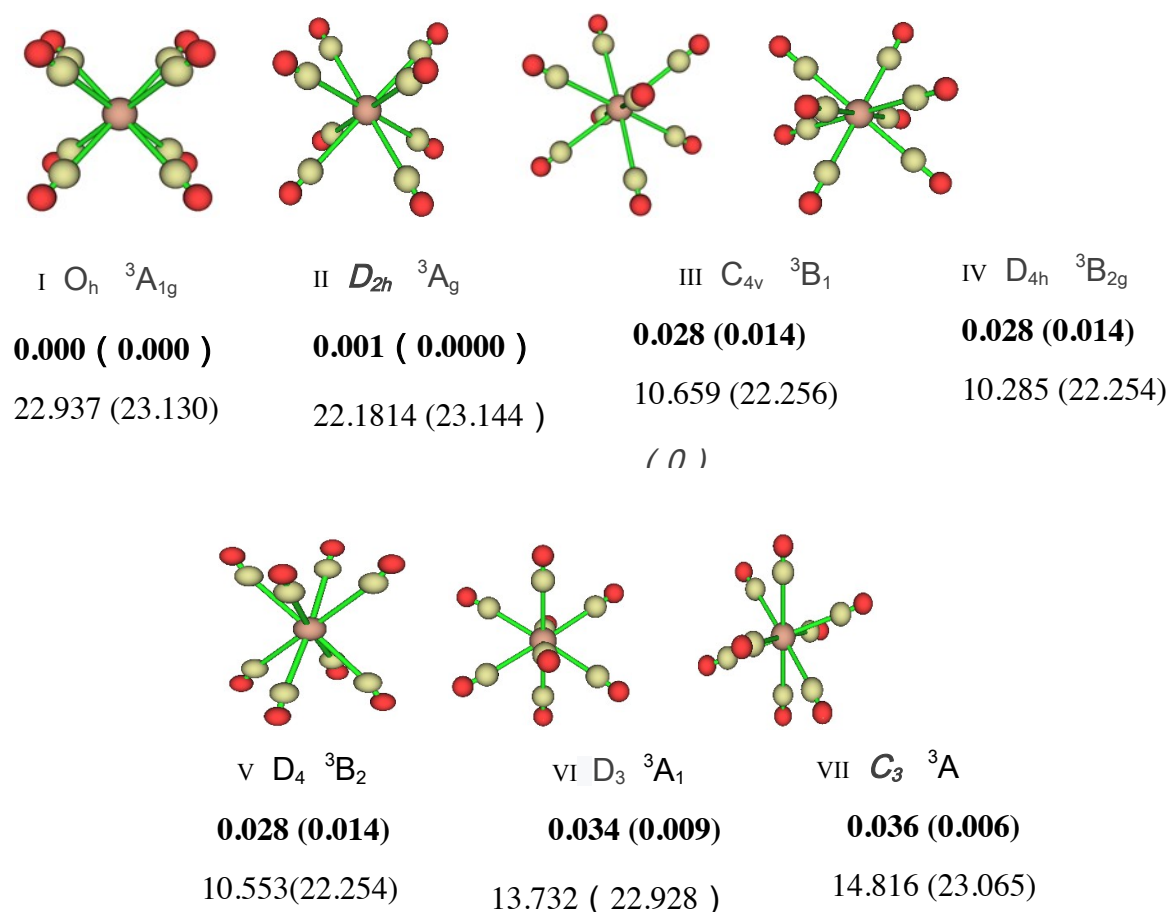 I Oₕ ³A₁g II D₂ₕ ³Ag III C₄ᵥ ³B₁ IV D₄ₕ ³B₂g
0.000 ( 0.000 ) 0.001 ( 0.0000 ) 0.028 (0.014) 0.028 (0.014)
22.937 (23.130) 22.1814 (23.144 ) 10.659 (22.256) 10.285 (22.254)
( 0 )
V D₄ ³B₂ VI D₃ ³A₁ VII C₃ ³A
0.028 (0.014) 0.034 (0.009) 0.036 (0.006)
10.553(22.254) 13.732 ( 22.928 ) 14.816 (23.065)